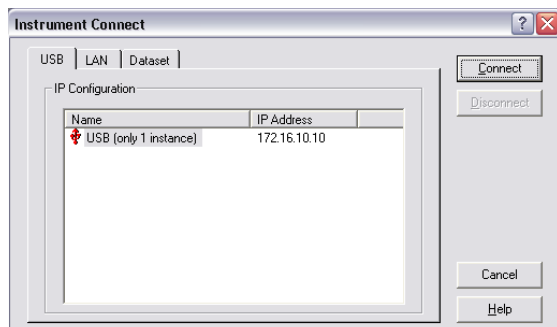 Instrument Connect
USB LAN Dataset
Connect
IP Configuration
Disconnect
Name IP Address
USB (only 1 instance) 172.16.10.10
Cancel
Help